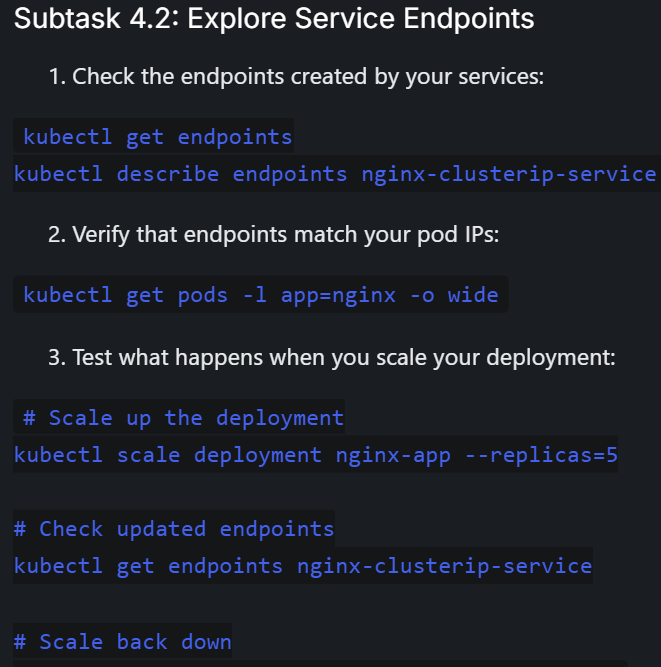 Subtask 4.2: Explore Service Endpoints
1. Check the endpoints created by your services:
kubectl get endpoints
kubectl describe endpoints nginx-clusterip-service
2. Verify that endpoints match your pod IPs:
kubectl get pods -l app=nginx -o wide
3. Test what happens when you scale your deployment:
# Scale up the deployment
kubectl scale deployment nginx-app --replicas=5
# Check updated endpoints
kubectl get endpoints nginx-clusterip-service
# Scale back down